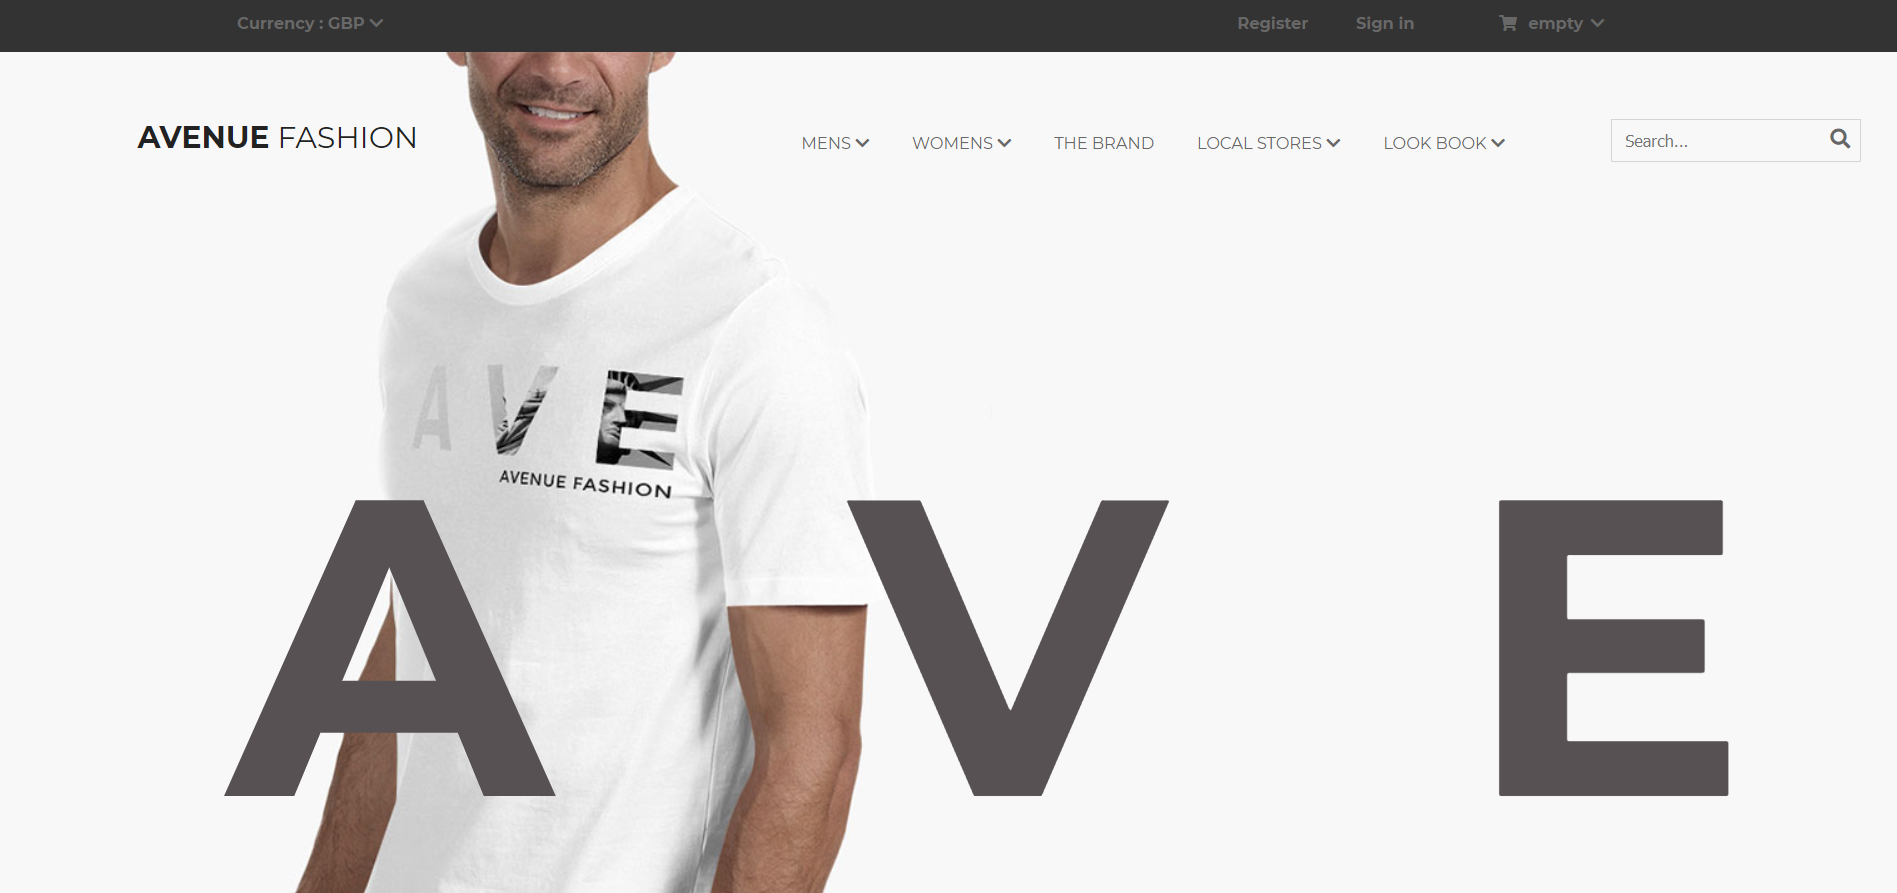 Currency : GBP
Register
Sign in
empty
AVENUE FASHION
MENS
WOMENS
THE BRAND
LOCAL STORES
LOOK BOOK
Search...
AVE
AVENUE FASHION
AVE